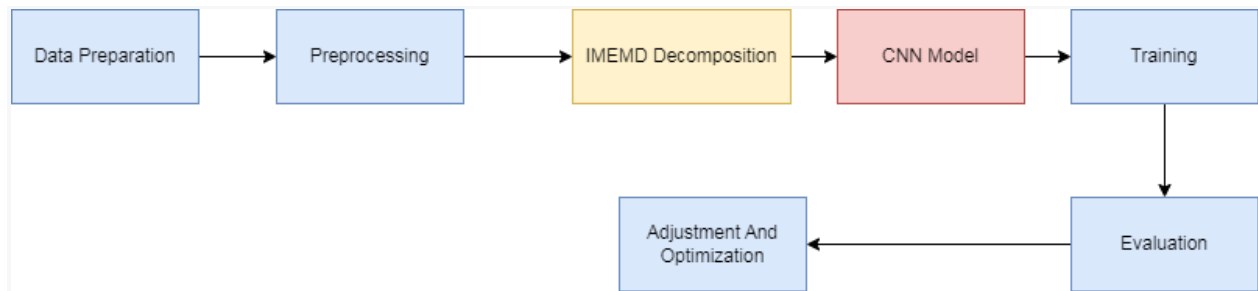 Data Preparation
Preprocessing
IMEMD Decomposition
CNN Model
Training
Adjustment And
Optimization
Evaluation